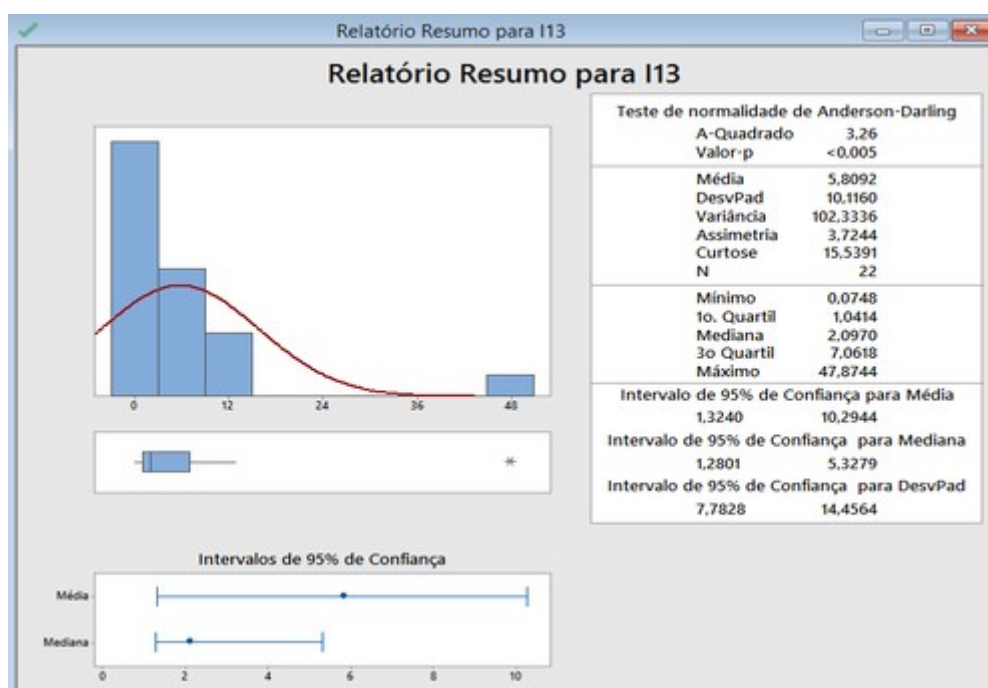 Relatório Resumo para I13
Relatório Resumo para I13
0 12 24 36 48
Intervalos de 95% de Confiança
Média
Mediana
0 2 4 6 8 10
Teste de normalidade de Anderson-Darling
A-Quadrado 3,26
Valor-p <0,005
Média 5,8092
DesvPad 10,1160
Variância 102,3336
Assimetria 3,7244
Curtose 15,5391
N 22
Mínimo 0,0748
1o. Quartil 1,0414
Mediana 2,0970
3o Quartil 7,0618
Máximo 47,8744
Intervalo de 95% de Confiança para Média
1,3240 10,2944
Intervalo de 95% de Confiança para Mediana
1,2801 5,3279
Intervalo de 95% de Confiança para DesvPad
7,7828 14,4564